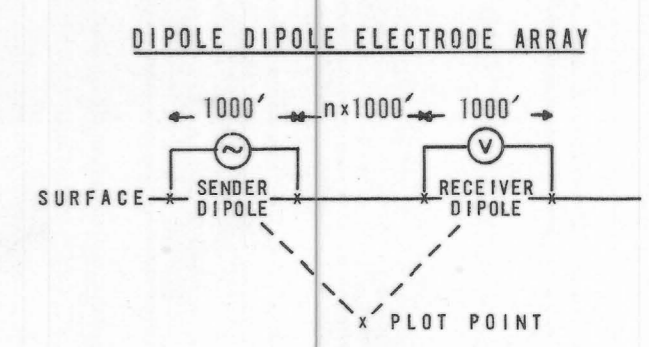 DIPOLE DIPOLE ELECTRODE ARRAY
1000′ n×1000′ 1000′
~ V
SURFACE x SENDER x x RECEIVER x
DIPOLE DIPOLE
x PLOT POINT